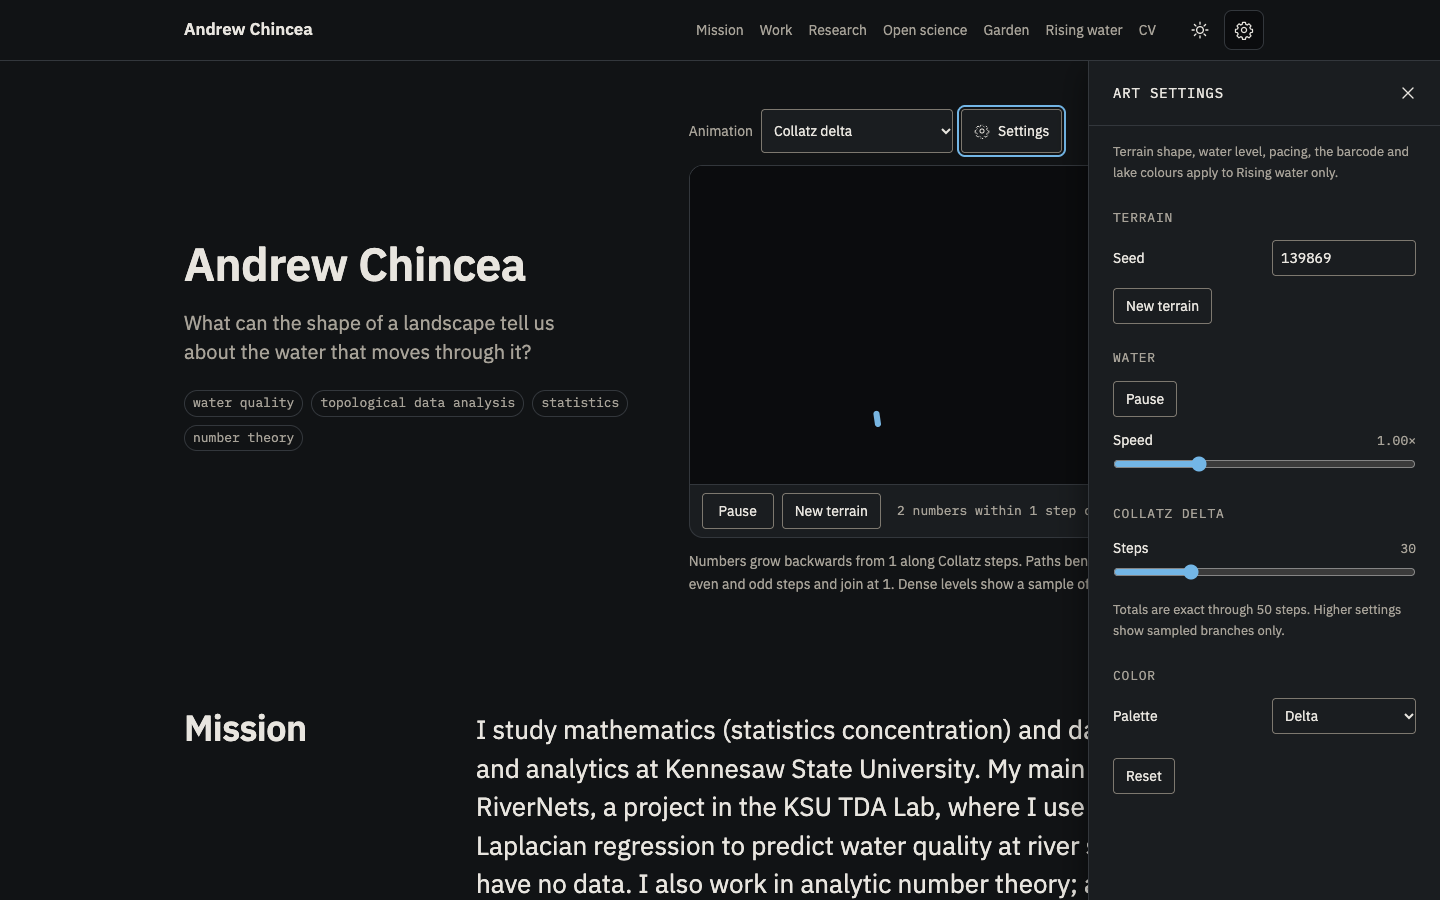 Andrew Chincea
Mission Work Research Open science Garden Rising water CV
Animation Collatz delta Settings
Andrew Chincea
What can the shape of a landscape tell us
about the water that moves through it?
water quality topological data analysis statistics
number theory
Pause New terrain 2 numbers within 1 step
Numbers grow backwards from 1 along Collatz steps. Paths
even and odd steps and join at 1. Dense levels show a sample
Mission
I study mathematics (statistics concentration) and
and analytics at Kennesaw State University. My main
RiverNets, a project in the KSU TDA Lab, where I use
Laplacian regression to predict water quality at river
have no data. I also work in analytic number theory;
ART SETTINGS
Terrain shape, water level, pacing, the barcode and
lake colours apply to Rising water only.
TERRAIN
Seed 139869
New terrain
WATER
Pause
Speed 1.00×
COLLATZ DELTA
Steps 30
Totals are exact through 50 steps. Higher settings
show sampled branches only.
COLOR
Palette Delta
Reset